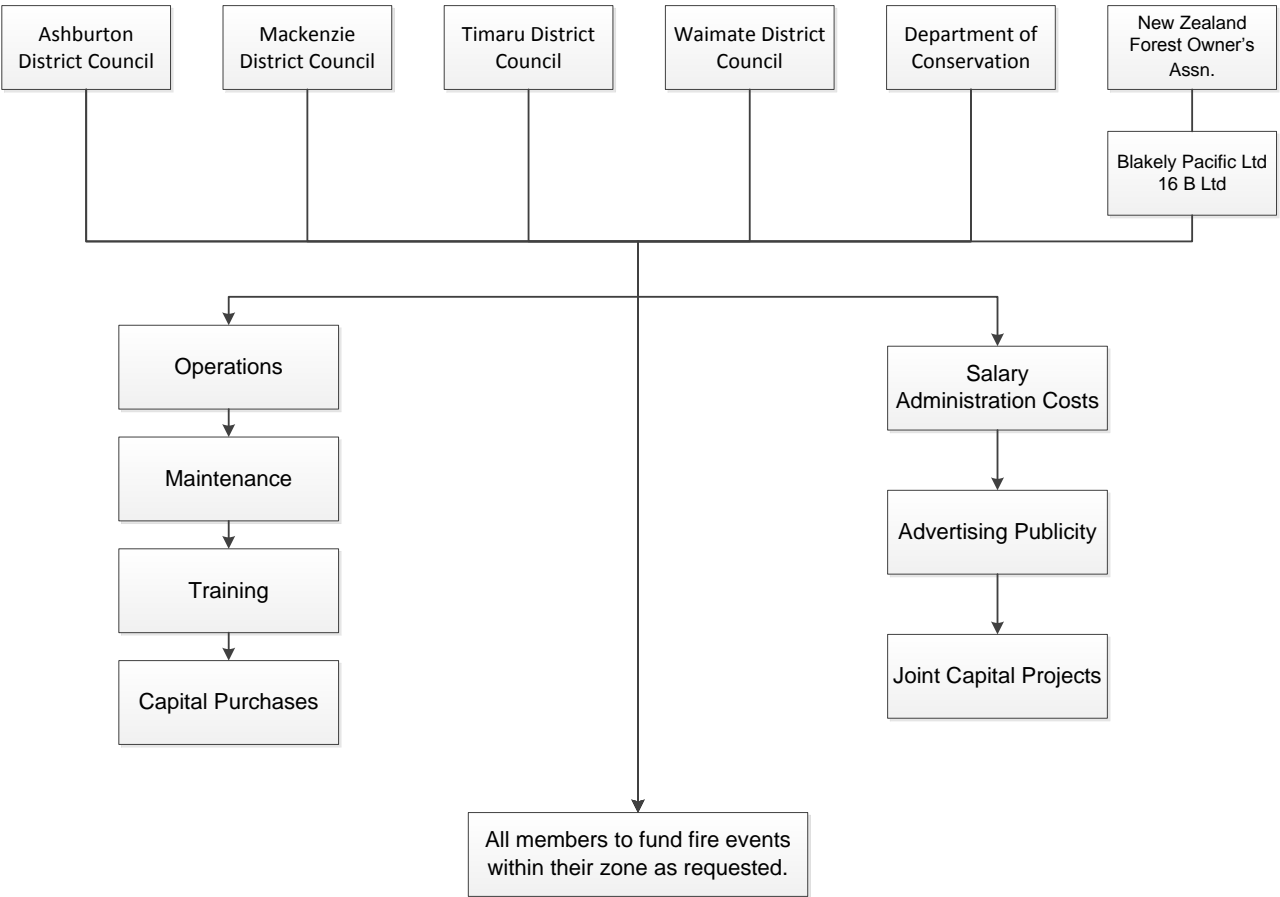 Ashburton
District Council
Mackenzie
District Council
Timaru District
Council
Waimate District
Council
Department of
Conservation
New Zealand
Forest Owner’s
Assn.
Blakely Pacific Ltd
16 B Ltd
Operations
Maintenance
Training
Capital Purchases
Salary
Administration Costs
Advertising Publicity
Joint Capital Projects
All members to fund fire events
within their zone as requested.